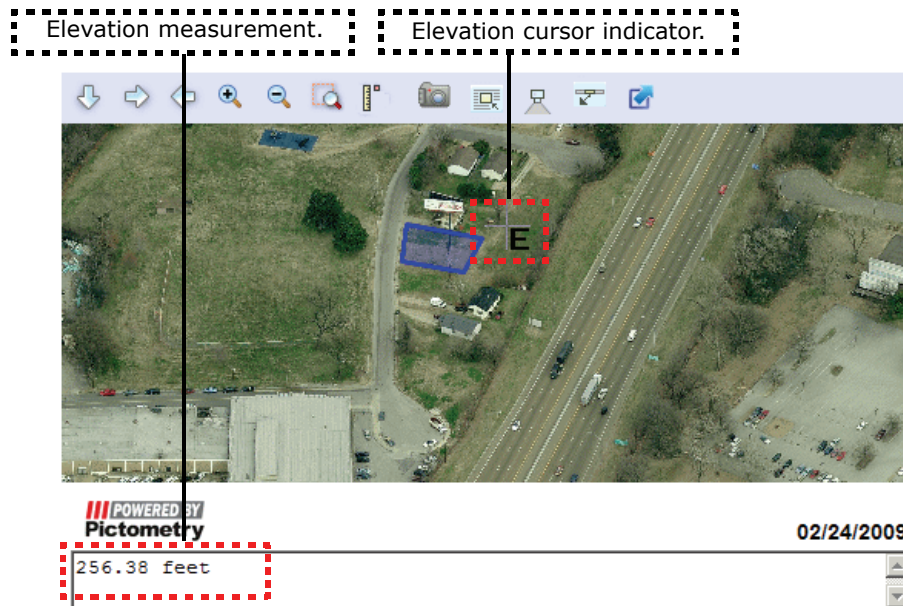 Elevation measurement.
Elevation cursor indicator.
E
POWERED BY
Pictometry
02/24/2009
256.38 feet